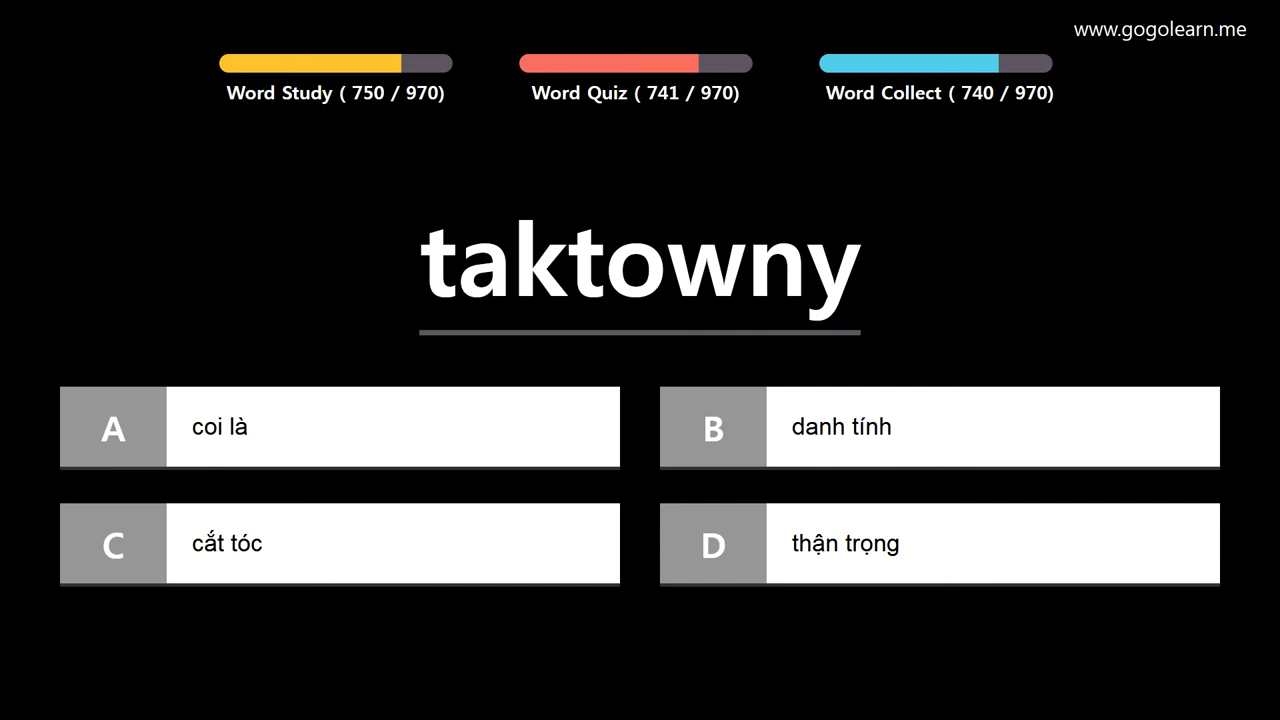 www.gogolearn.me
Word Study ( 750 / 970)
Word Quiz ( 741 / 970)
Word Collect ( 740 / 970)
taktowny
A coi là
B danh tính
C cắt tóc
D thận trọng